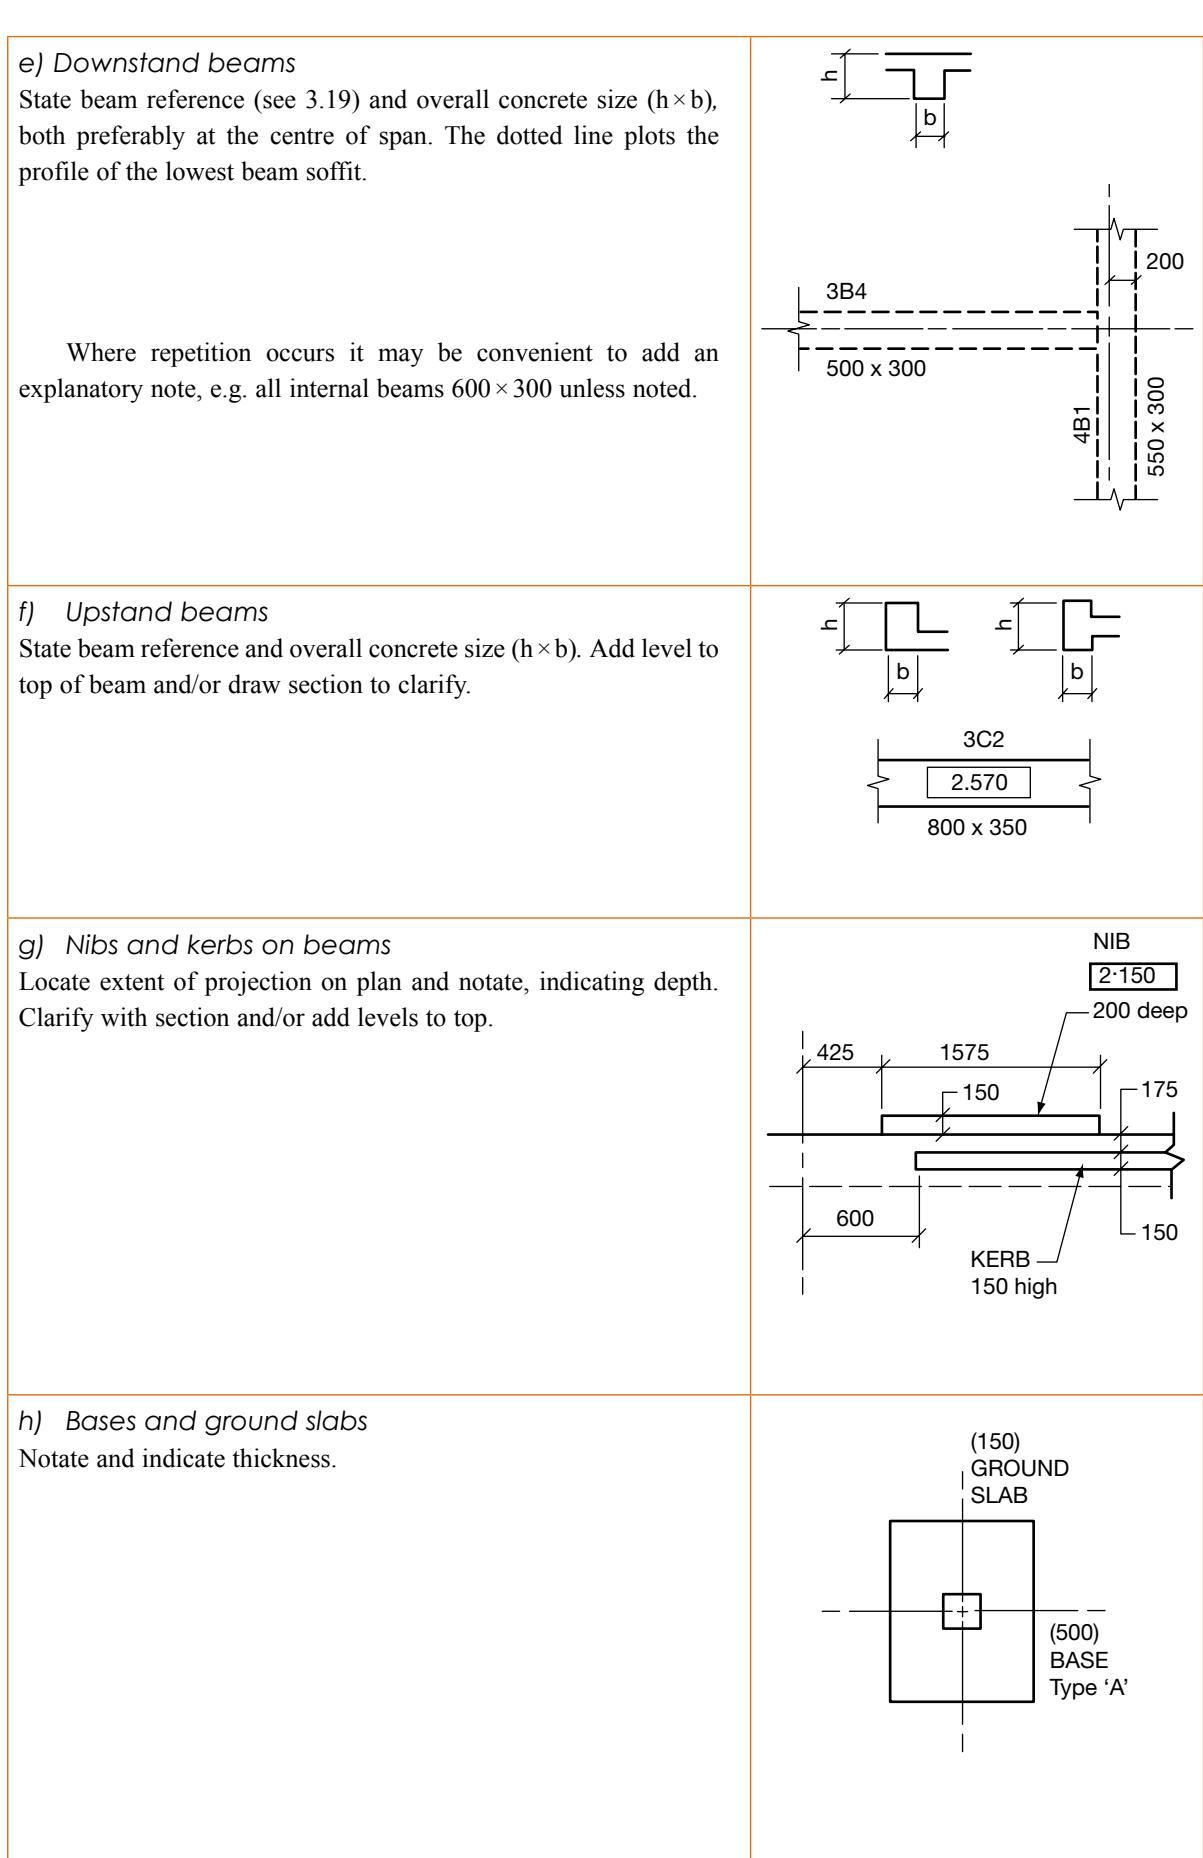 e) Downstand beams
State beam reference (see 3.19) and overall concrete size (h × b),
both preferably at the centre of span. The dotted line plots the
profile of the lowest beam soffit.
Where repetition occurs it may be convenient to add an
explanatory note, e.g. all internal beams 600 × 300 unless noted.
h
b
200
3B4
500 x 300
4B1
550 x 300
f) Upstand beams
State beam reference and overall concrete size (h × b). Add level to
top of beam and/or draw section to clarify.
h
h
b
b
3C2
2.570
800 x 350
g) Nibs and kerbs on beams
Locate extent of projection on plan and notate, indicating depth.
Clarify with section and/or add levels to top.
NIB
2·150
200 deep
425
1575
150
175
600
150
KERB
150 high
h) Bases and ground slabs
Notate and indicate thickness.
(150)
GROUND
SLAB
(500)
BASE
Type ‘A’